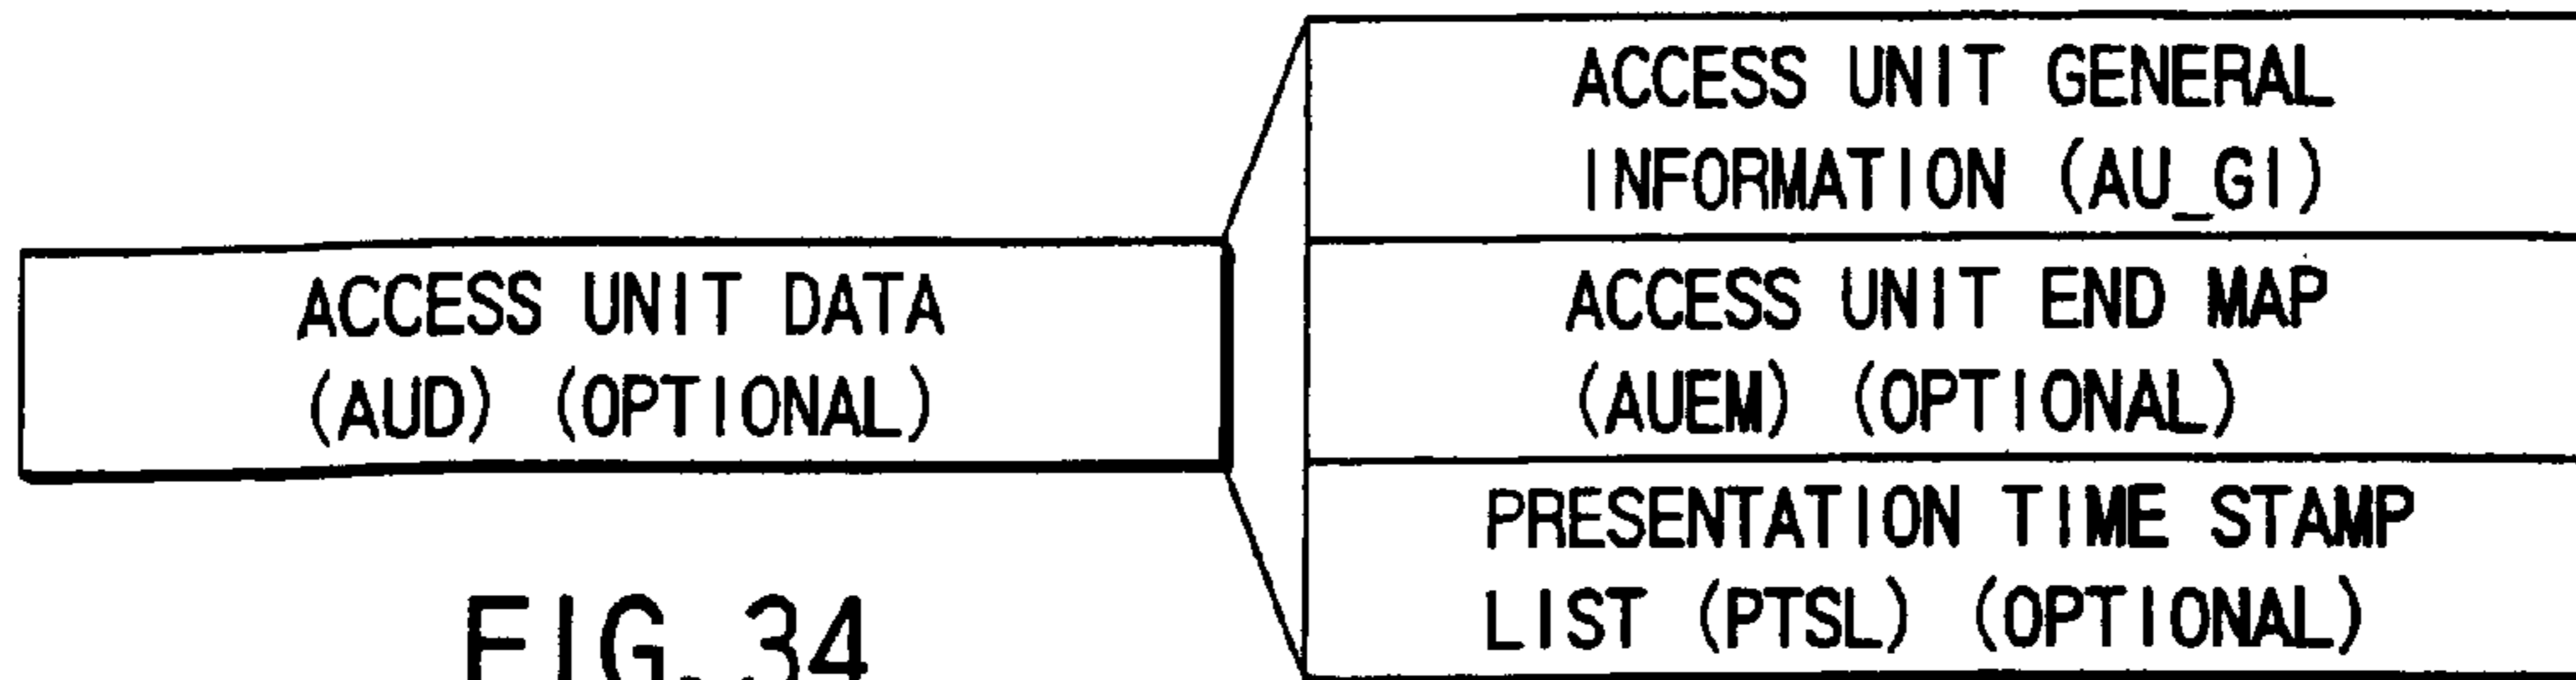 ACCESS UNIT DATA
(AUD) (OPTIONAL)
ACCESS UNIT GENERAL
INFORMATION (AU_GI)
ACCESS UNIT END MAP
(AUEM) (OPTIONAL)
PRESENTATION TIME STAMP
LIST (PTSL) (OPTIONAL)
FIG. 34